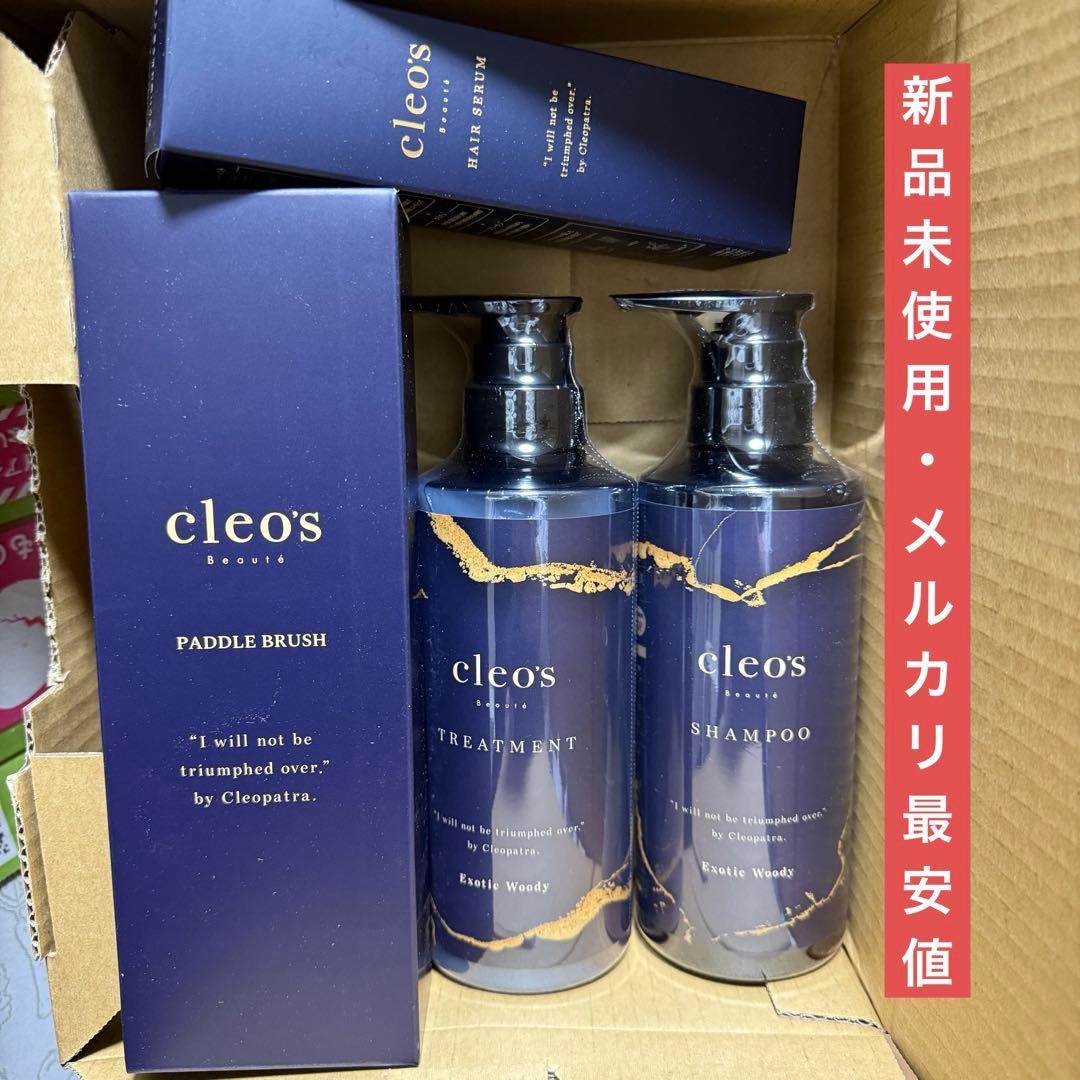 cleo's
Beauté
HAIR SERUM
“I will not be
triumphed over.”
by Cleopatra.
cleo's
Beauté
PADDLE BRUSH
“I will not be
triumphed over.”
by Cleopatra.
cleo's
Beauté
TREATMENT
“I will not be triumphed over.”
by Cleopatra.
Exotic Woody
cleo's
Beauté
SHAMPOO
“I will not be triumphed over.”
by Cleopatra.
Exotic Woody
新品未使用・メルカリ最安値